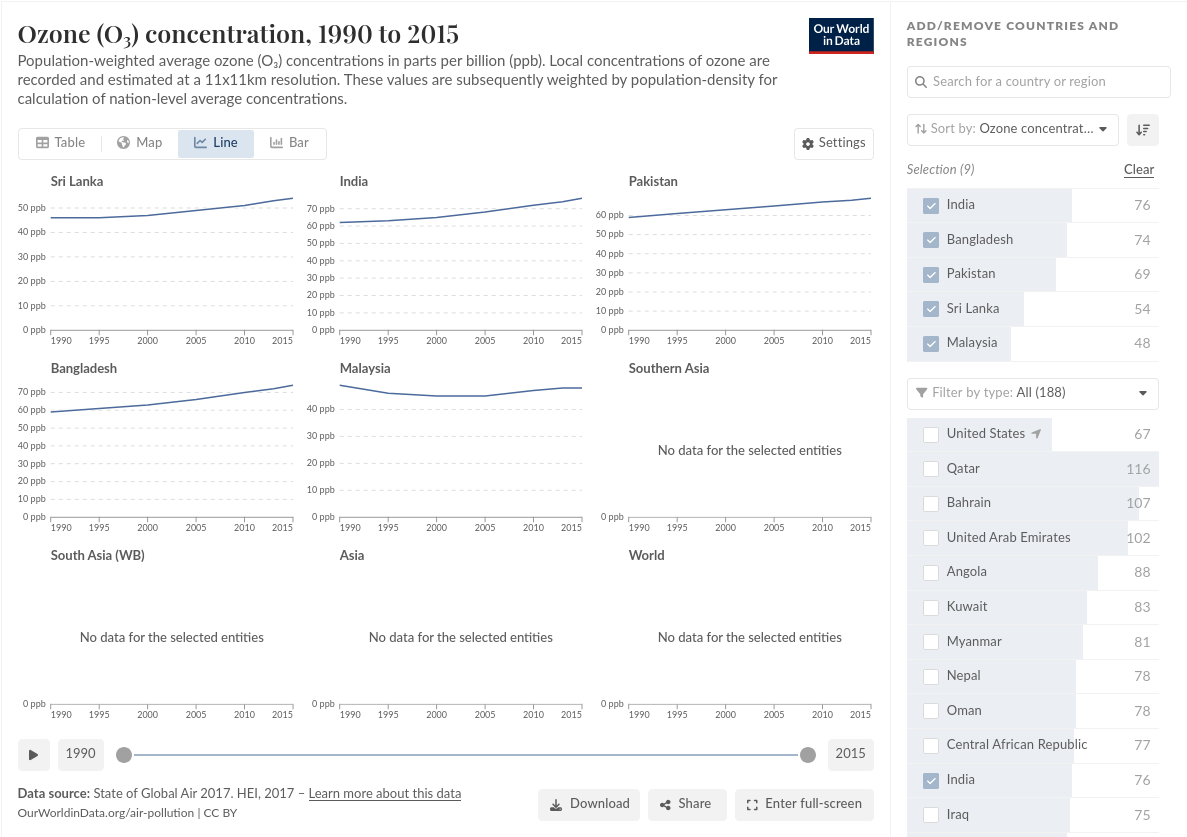 Ozone (O₃) concentration, 1990 to 2015
Population-weighted average ozone (O₃) concentrations in parts per billion (ppb). Local concentrations of ozone are
recorded and estimated at a 11x11km resolution. These values are subsequently weighted by population-density for
calculation of nation-level average concentrations.
Our World
in Data
Table Map Line Bar
Settings
Sri Lanka
50 ppb
40 ppb
30 ppb
20 ppb
10 ppb
0 ppb
1990 1995 2000 2005 2010 2015
India
70 ppb
60 ppb
50 ppb
40 ppb
30 ppb
20 ppb
10 ppb
0 ppb
1990 1995 2000 2005 2010 2015
Pakistan
60 ppb
50 ppb
40 ppb
30 ppb
20 ppb
10 ppb
0 ppb
1990 1995 2000 2005 2010 2015
Bangladesh
70 ppb
60 ppb
50 ppb
40 ppb
30 ppb
20 ppb
10 ppb
0 ppb
1990 1995 2000 2005 2010 2015
Malaysia
40 ppb
30 ppb
20 ppb
10 ppb
0 ppb
1990 1995 2000 2005 2010 2015
Southern Asia
No data for the selected entities
0 ppb
1990 1995 2000 2005 2010 2015
South Asia (WB)
No data for the selected entities
0 ppb
1990 1995 2000 2005 2010 2015
Asia
No data for the selected entities
0 ppb
1990 1995 2000 2005 2010 2015
World
No data for the selected entities
0 ppb
1990 1995 2000 2005 2010 2015
1990 2015
Data source: State of Global Air 2017. HEI, 2017 – Learn more about this data
OurWorldinData.org/air-pollution | CC BY
Download Share Enter full-screen
ADD/REMOVE COUNTRIES AND
REGIONS
Search for a country or region
Sort by: Ozone concentrat...
Selection (9) Clear
India 76
Bangladesh 74
Pakistan 69
Sri Lanka 54
Malaysia 48
Filter by type: All (188)
United States 67
Qatar 116
Bahrain 107
United Arab Emirates 102
Angola 88
Kuwait 83
Myanmar 81
Nepal 78
Oman 78
Central African Republic 77
India 76
Iraq 75